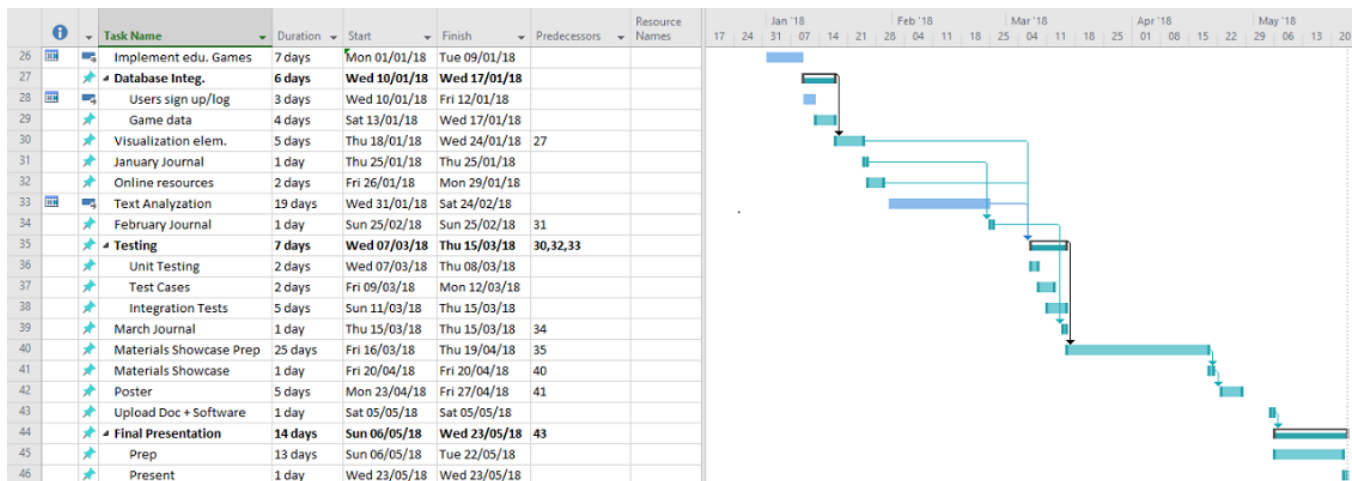 Task Name Duration Start Finish Predecessors Resource Names
Jan '18 Feb '18 Mar '18 Apr '18 May '18
17 24 31 07 14 21 28 04 11 18 25 04 11 18 25 01 08 15 22 29 06 13 20
26 Implement edu. Games 7 days Mon 01/01/18 Tue 09/01/18
27 Database Integ. 6 days Wed 10/01/18 Wed 17/01/18
28 Users sign up/log 3 days Wed 10/01/18 Fri 12/01/18
29 Game data 4 days Sat 13/01/18 Wed 17/01/18
30 Visualization elem. 5 days Thu 18/01/18 Wed 24/01/18 27
31 January Journal 1 day Thu 25/01/18 Thu 25/01/18
32 Online resources 2 days Fri 26/01/18 Mon 29/01/18
33 Text Analyzation 19 days Wed 31/01/18 Sat 24/02/18
34 February Journal 1 day Sun 25/02/18 Sun 25/02/18 31
35 Testing 7 days Wed 07/03/18 Thu 15/03/18 30,32,33
36 Unit Testing 2 days Wed 07/03/18 Thu 08/03/18
37 Test Cases 2 days Fri 09/03/18 Mon 12/03/18
38 Integration Tests 5 days Sun 11/03/18 Thu 15/03/18
39 March Journal 1 day Thu 15/03/18 Thu 15/03/18 34
40 Materials Showcase Prep 25 days Fri 16/03/18 Thu 19/04/18 35
41 Materials Showcase 1 day Fri 20/04/18 Fri 20/04/18 40
42 Poster 5 days Mon 23/04/18 Fri 27/04/18 41
43 Upload Doc + Software 1 day Sat 05/05/18 Sat 05/05/18
44 Final Presentation 14 days Sun 06/05/18 Wed 23/05/18 43
45 Prep 13 days Sun 06/05/18 Tue 22/05/18
46 Present 1 day Wed 23/05/18 Wed 23/05/18